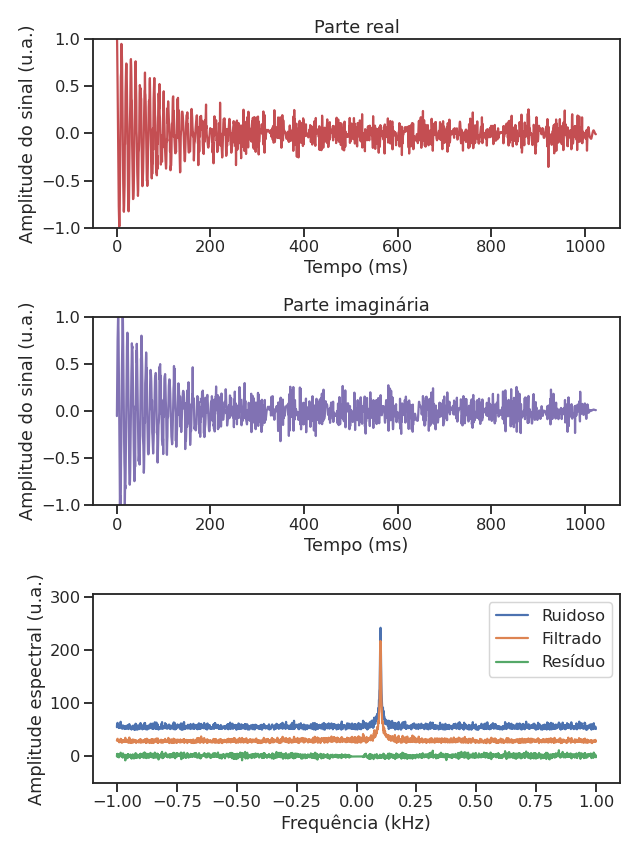 Parte real
Amplitude do sinal (u.a.)
1.0
0.5
0.0
−0.5
−1.0
0 200 400 600 800 1000
Tempo (ms)
Parte imaginária
Amplitude do sinal (u.a.)
1.0
0.5
0.0
−0.5
−1.0
0 200 400 600 800 1000
Tempo (ms)
Amplitude espectral (u.a.)
300
200
100
0
Ruidoso
Filtrado
Resíduo
−1.00 −0.75 −0.50 −0.25 0.00 0.25 0.50 0.75 1.00
Frequência (kHz)